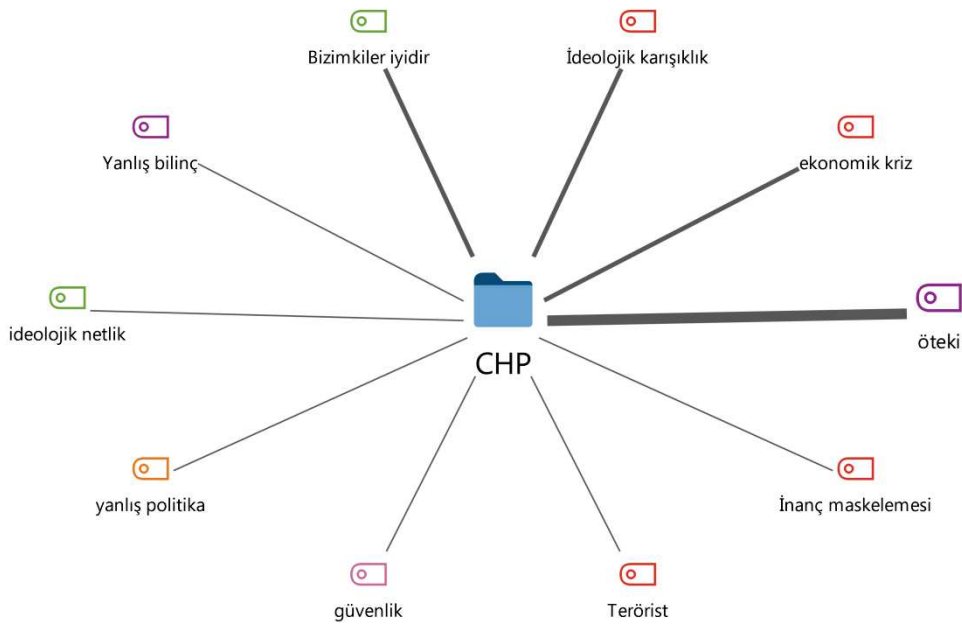 Bizimkiler iyidir
İdeolojik karışıklık
Yanlış bilinç
ekonomik kriz
ideolojik netlik
öteki
CHP
yanlış politika
İnanç maskelemesi
güvenlik
Terörist